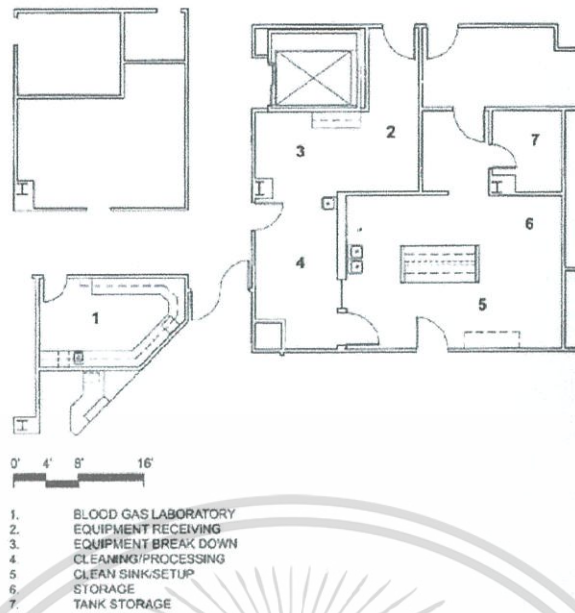 2
3
7
6
4
5
1
0' 4' 8' 16'
1. BLOOD GAS LABORATORY
2. EQUIPMENT RECEIVING
3. EQUIPMENT BREAK DOWN
4 CLEANING/PROCESSING
5 CLEAN SINK/SETUP
6. STORAGE
7. TANK STORAGE